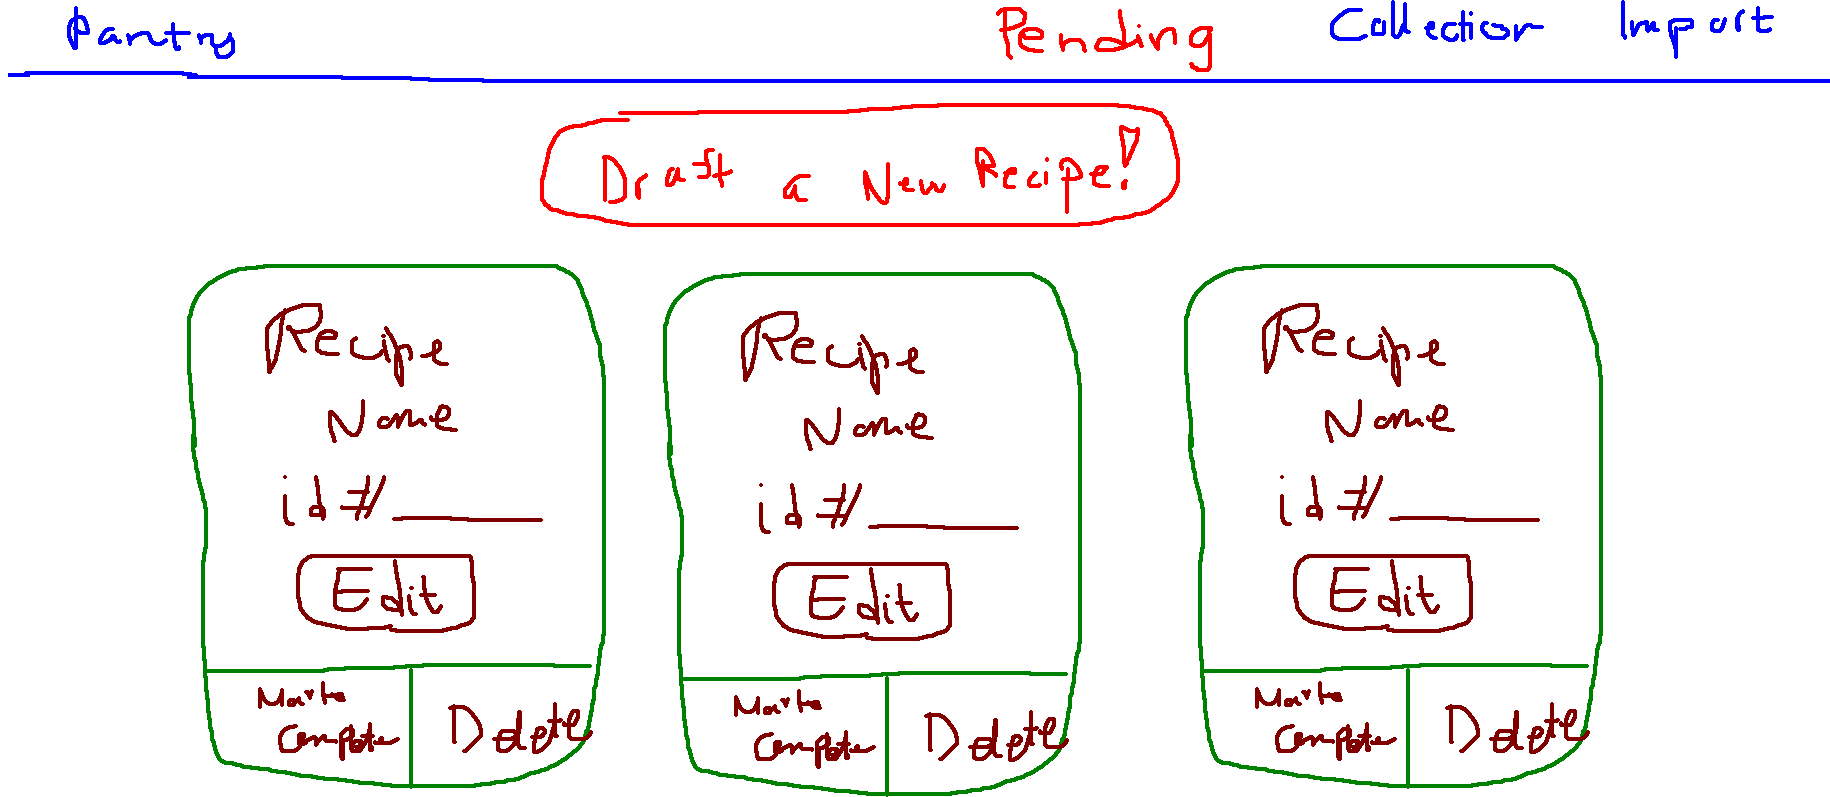 Pantry Pending Collection Import
Draft a New Recipe!
Recipe Recipe Recipe
Name Name Name
id# id# id#
Edit Edit Edit
Mark Delete Mark Delete Mark Delete
Complete Complete Complete